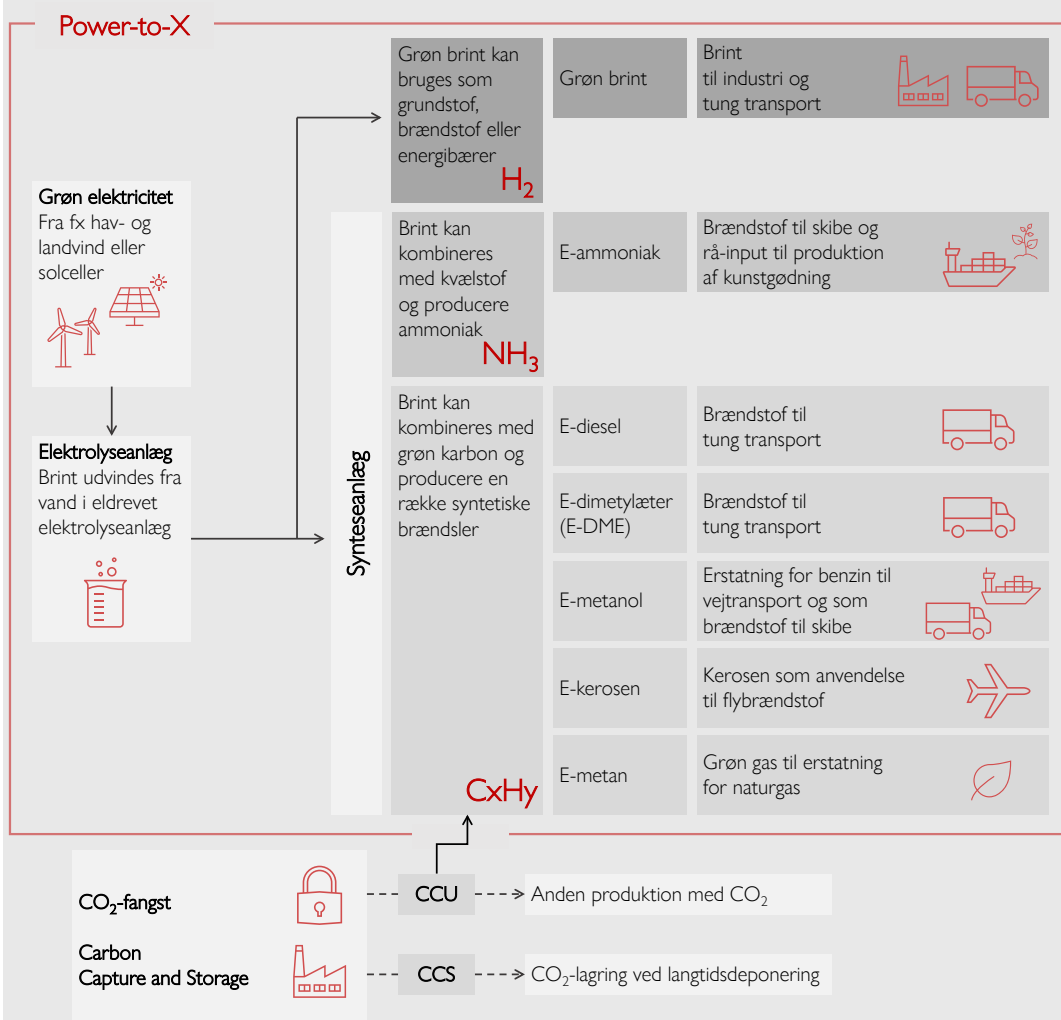 Power-to-X
Grøn elektricitet
Fra fx hav- og
landvind eller
solceller
Elektrolyseanlæg
Brint udvindes fra
vand i eldrevet
elektrolyseanlæg
Synteseanlæg
Grøn brint kan
bruges som
grundstof,
brændstof eller
energibærer
H₂
Grøn brint
Brint
til industri og
tung transport
Brint kan
kombineres
med kvælstof
og producere
ammoniak
NH₃
E-ammoniak
Brændstof til skibe og
rå-input til produktion
af kunstgødning
Brint kan
kombineres med
grøn karbon og
producere en
række syntetiske
brændsler
CxHy
E-diesel
Brændstof til
tung transport
E-dimetylæter
(E-DME)
Brændstof til
tung transport
E-metanol
Erstatning for benzin til
vejtransport og som
brændstof til skibe
E-kerosen
Kerosen som anvendelse
til flybrændstof
E-metan
Grøn gas til erstatning
for naturgas
CO₂-fangst
CCU
Anden produktion med CO₂
Carbon
Capture and Storage
CCS
CO₂-lagring ved langtidsdeponering